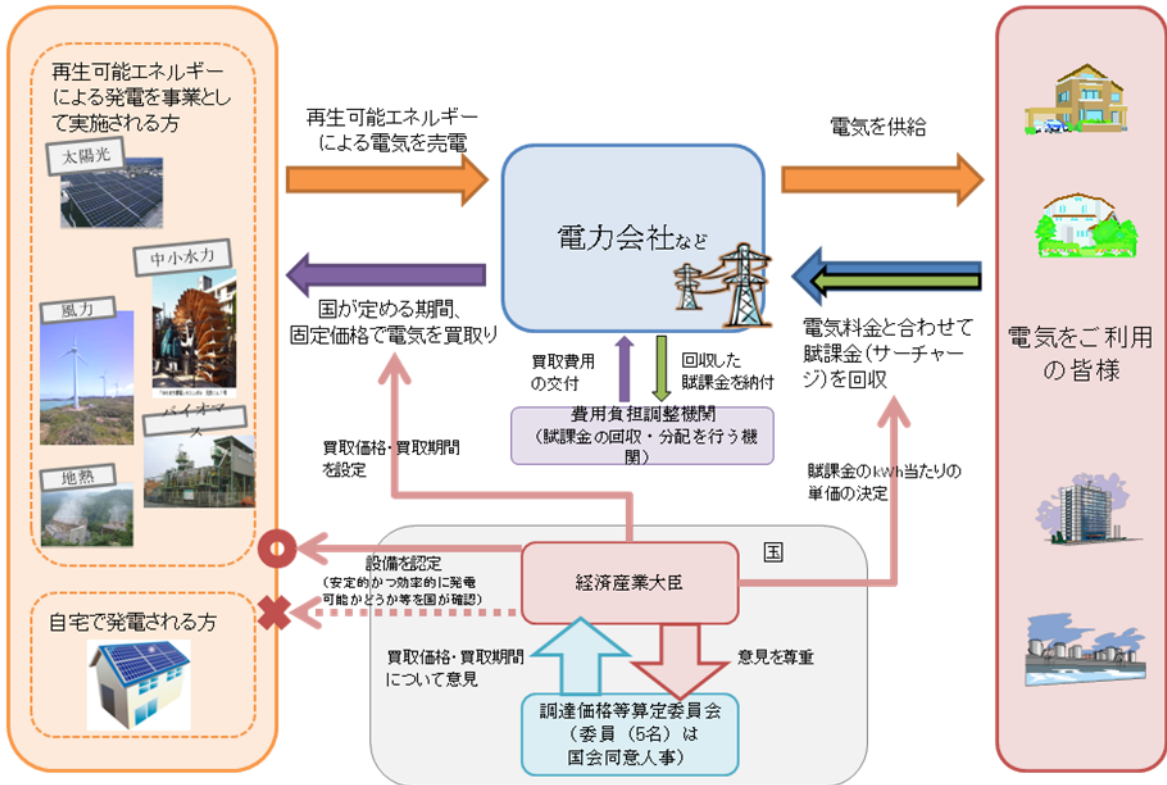 再生可能エネルギー
による発電を事業とし
て実施される方
太陽光
中小水力
風力
バイオマ
ス
地熱
自宅で発電される方
再生可能エネルギー
による電気を売電
国が定める期間、
固定価格で電気を買取り
電力会社など
買取費用
の交付
回収した
賦課金を納付
費用負担調整機関
(賦課金の回収・分配を行う機
関)
電気を供給
電気料金と合わせて
賦課金(サーチャー
ジ)を回収
電気をご利用
の皆様
買取価格・買取期間
を設定
賦課金のkWh当たりの
単価の決定
国
経済産業大臣
設備を認定
(安定的かつ効率的に発電
可能かどうか等を国が確認)
買取価格・買取期間
について意見
意見を尊重
調達価格等算定委員会
(委員(5名)は
国会同意人事)